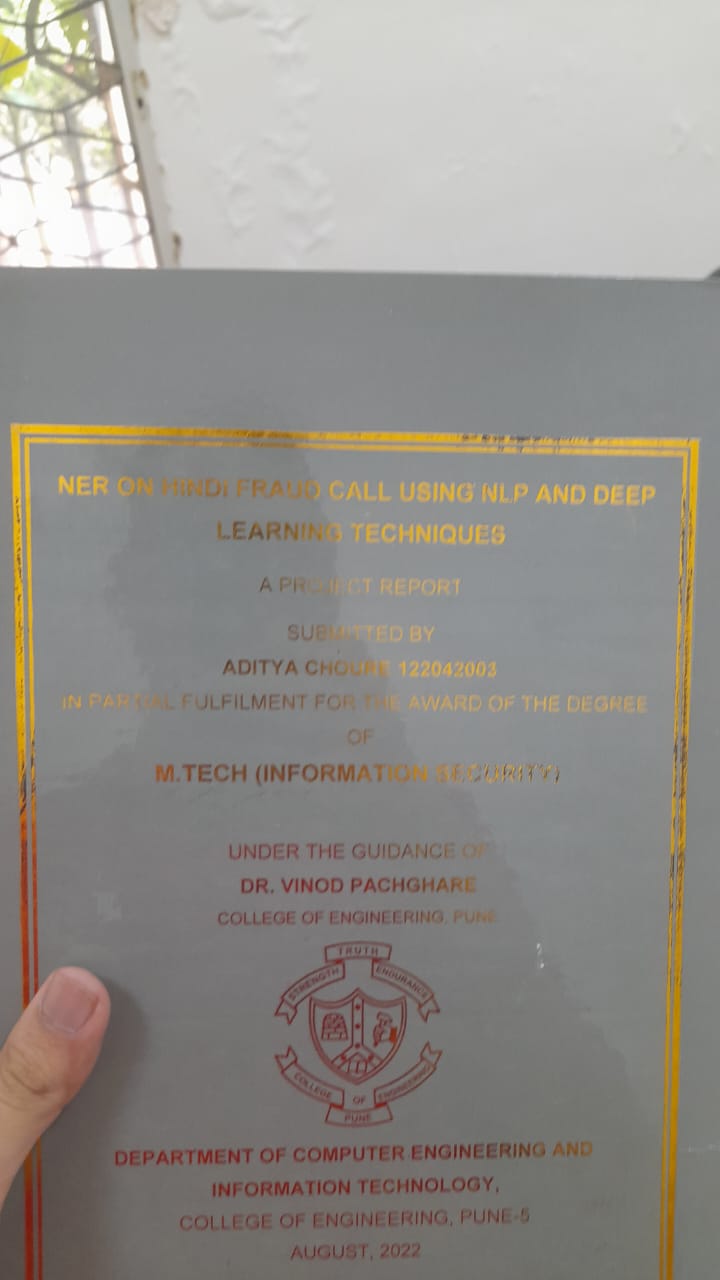 NER ON HINDI FRAUD CALL USING NLP AND DEEP
LEARNING TECHNIQUES
A PROJECT REPORT
SUBMITTED BY
ADITYA CHOURE 122042003
IN PARTIAL FULFILMENT FOR THE AWARD OF THE DEGREE
OF
M.TECH (INFORMATION SECURITY)
UNDER THE GUIDANCE OF
DR. VINOD PACHGHARE
COLLEGE OF ENGINEERING, PUNE
TRUTH
STRENGTH ENDURANCE
COLLEGE OF ENGINEERING
PUNE
DEPARTMENT OF COMPUTER ENGINEERING AND
INFORMATION TECHNOLOGY,
COLLEGE OF ENGINEERING, PUNE-5
AUGUST, 2022